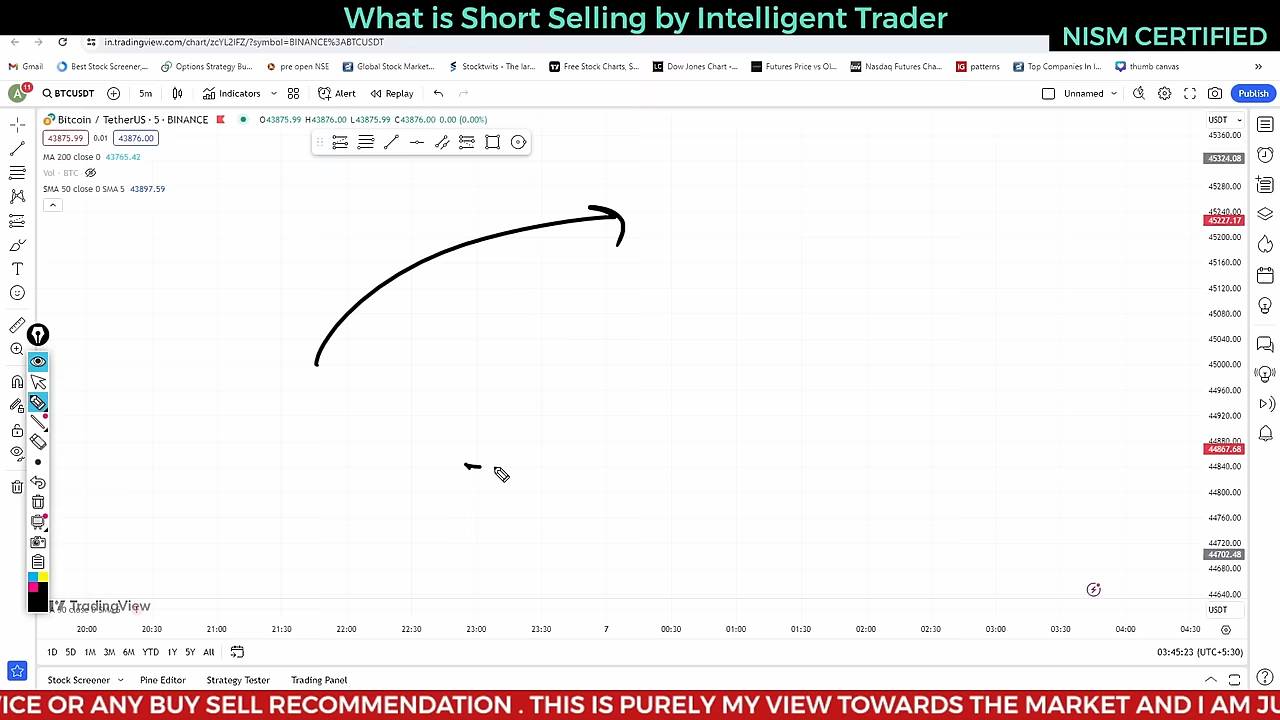 What is Short Selling by Intelligent Trader
NISM CERTIFIED
in.tradingview.com/chart/zcYL2IFZ/?symbol=BINANCE%3ABTCUSDT
Gmail
Best Stock Screener,...
Options Strategy Bu...
pre open NSE
Global Stock Market...
Stocktwits - The lar...
Free Stock Charts, S...
Dow Jones Chart -...
Futures Price vs OI...
Nasdaq Futures Cha...
patterns
Top Companies In I...
thumb canvas
A 11
BTCUSDT
5m
Indicators
Alert
Replay
Unnamed
Publish
Bitcoin / TetherUS · 5 · BINANCE
O43875.99 H43876.00 L43875.99 C43876.00 0.00 (0.00%)
43875.99 0.01 43876.00
MA 200 close 0 43765.42
Vol · BTC
SMA 50 close 0 SMA 5 43897.59
USDT
45360.00
45324.08
45280.00
45240.00
45227.17
45200.00
45160.00
45120.00
45080.00
45040.00
45000.00
44960.00
44920.00
44880.00
44867.68
44840.00
44800.00
44760.00
44720.00
44702.48
44680.00
44640.00
USDT
TradingView
20:00 20:30 21:00 21:30 22:00 22:30 23:00 23:30 7 00:30 01:00 01:30 02:00 02:30 03:00 03:30 04:00 04:30
1D 5D 1M 3M 6M YTD 1Y 5Y All
03:45:23 (UTC+5:30)
Stock Screener Pine Editor Strategy Tester Trading Panel
VICE OR ANY BUY SELL RECOMMENDATION . THIS IS PURELY MY VIEW TOWARDS THE MARKET AND I AM JU